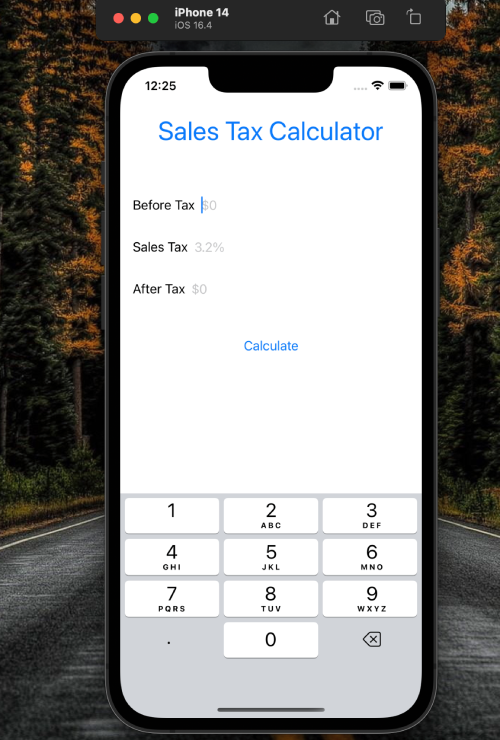 iPhone 14
iOS 16.4
12:25
Sales Tax Calculator
Before Tax $0
Sales Tax 3.2%
After Tax $0
Calculate
1 2 3
ABC DEF
4 5 6
GHI JKL MNO
7 8 9
PQRS TUV WXYZ
. 0